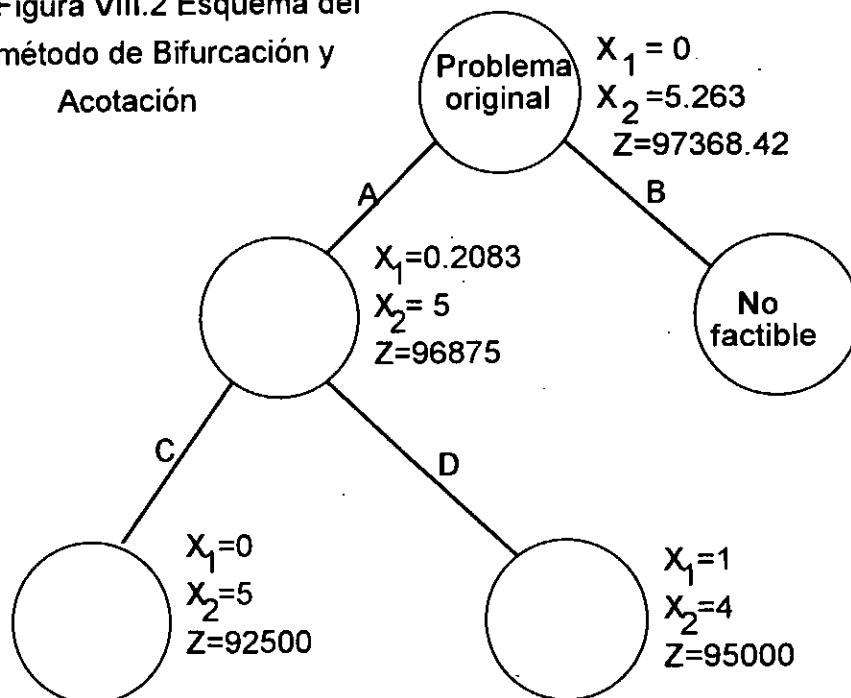 Figura VIII.2 Esquema del
método de Bifurcación y
Acotación
Problema
original
X1 = 0
X2 =5.263
Z=97368.42
A
B
X1=0.2083
X2= 5
Z=96875
No
factible
C
D
X1=0
X2=5
Z=92500
X1=1
X2=4
Z=95000